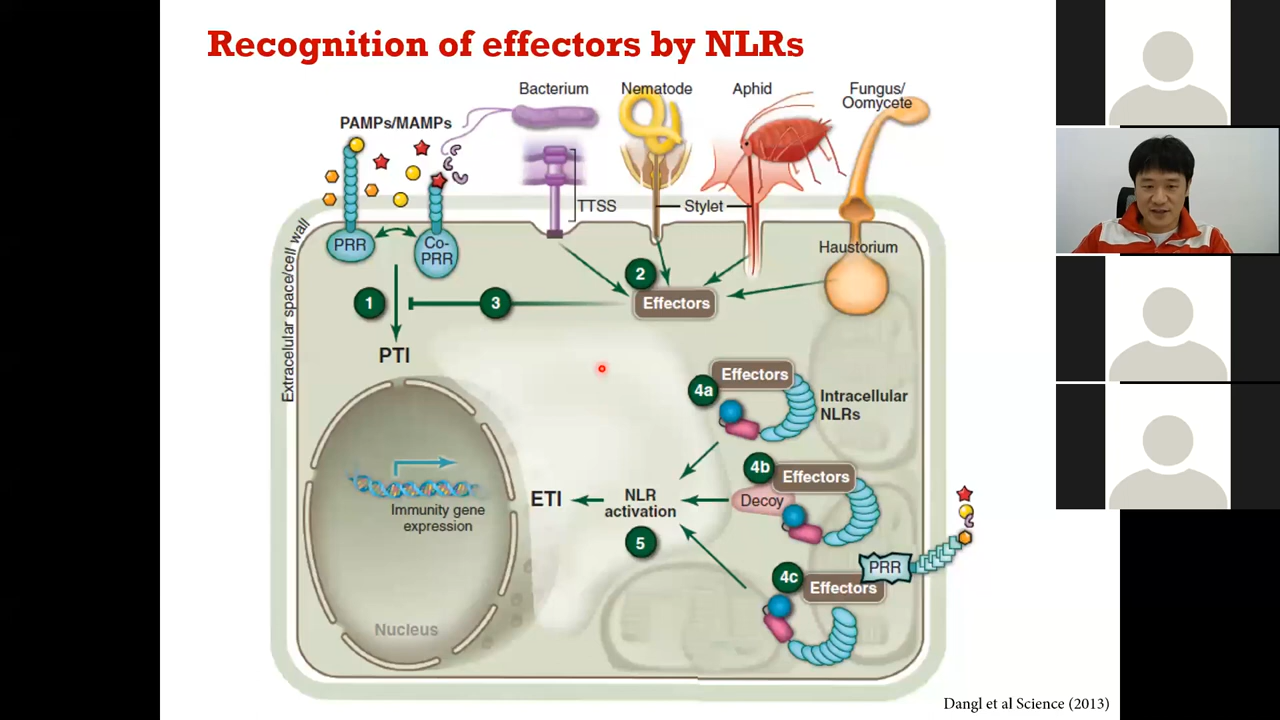 Recognition of effectors by NLRs
Bacterium
Nematode
Aphid
Fungus/
Oomycete
PAMPs/MAMPs
TTSS
Stylet
Extracelular space/cell wall
PRR
Co-
PRR
Haustorium
1
3
2
Effectors
PTI
4a
Effectors
Intracellular
NLRs
4b
Effectors
Decoy
ETI
NLR
activation
5
Immunity gene
expression
4c
Effectors
PRR
Nucleus
Dangl et al Science (2013)